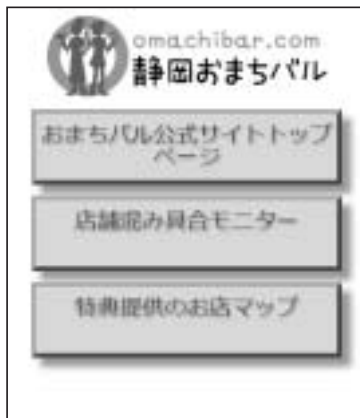 omachibar.com
静岡おまちバル
おまちバル公式サイトトップ
ページ
店舗混み具合モニター
特典提供のお店マップ